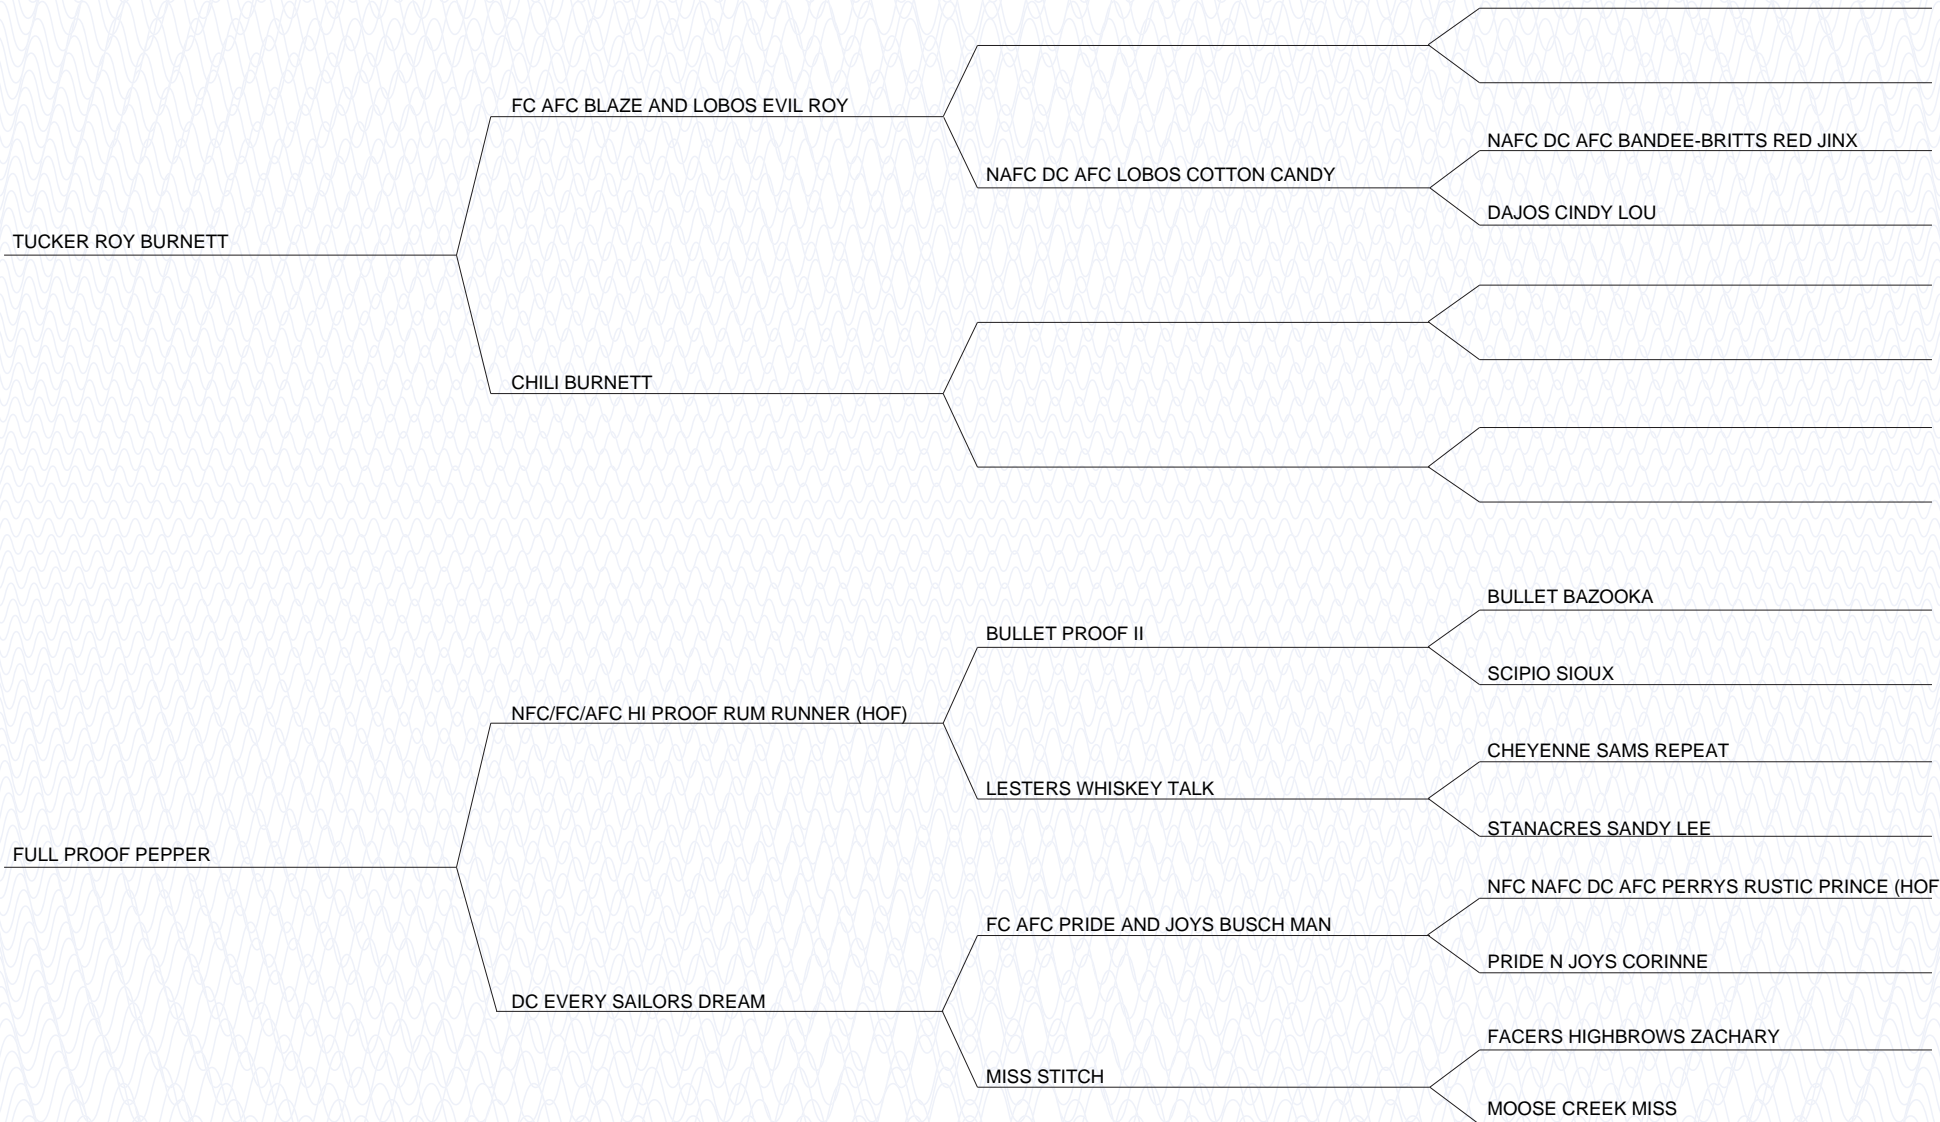 FC AFC BLAZE AND LOBOS EVIL ROY
NAFC DC AFC BANDEE-BRITTS RED JINX
NAFC DC AFC LOBOS COTTON CANDY
DAJOS CINDY LOU
TUCKER ROY BURNETT
CHILI BURNETT
BULLET BAZOOKA
BULLET PROOF II
SCIPIO SIOUX
NFC/FC/AFC HI PROOF RUM RUNNER (HOF)
CHEYENNE SAMS REPEAT
LESTERS WHISKEY TALK
STANACRES SANDY LEE
FULL PROOF PEPPER
NFC NAFC DC AFC PERRYS RUSTIC PRINCE (HOF
FC AFC PRIDE AND JOYS BUSCH MAN
PRIDE N JOYS CORINNE
DC EVERY SAILORS DREAM
FACERS HIGHBROWS ZACHARY
MISS STITCH
MOOSE CREEK MISS